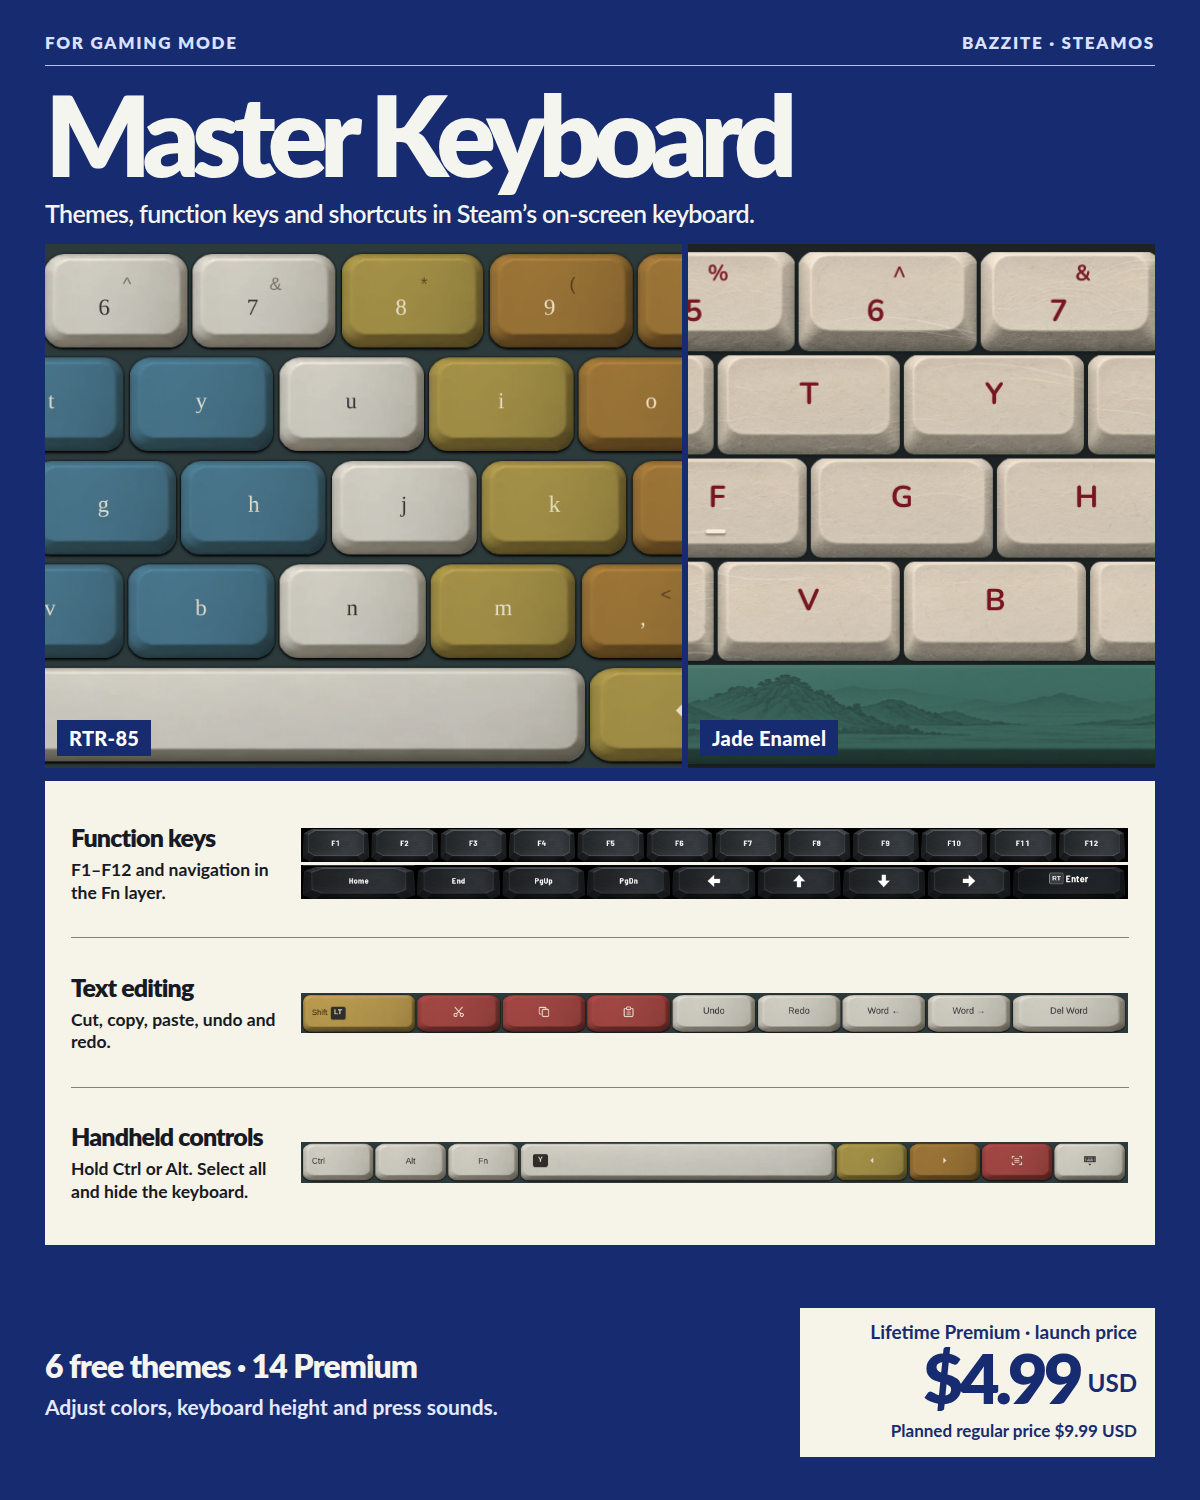 FOR GAMING MODE
BAZZITE · STEAMOS
Master Keyboard
Themes, function keys and shortcuts in Steam’s on-screen keyboard.
^ & * (
6 7 8 9
t y u i o
g h j k
<
v b n m ,
RTR-85
% ^ &
5 6 7
T Y
F G H
V B
Jade Enamel
Function keys
F1–F12 and navigation in
the Fn layer.
F1 F2 F3 F4 F5 F6 F7 F8 F9 F10 F11 F12
Home End PgUp PgDn ← ↑ ↓ → RT Enter
Text editing
Cut, copy, paste, undo and
redo.
Shift LT Undo Redo Word ← Word → Del Word
Handheld controls
Hold Ctrl or Alt. Select all
and hide the keyboard.
Ctrl Alt Fn Y
6 free themes · 14 Premium
Adjust colors, keyboard height and press sounds.
Lifetime Premium · launch price
$4.99 USD
Planned regular price $9.99 USD